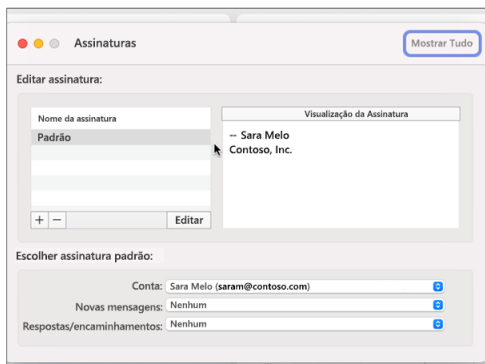 Assinaturas
Mostrar Tudo
Editar assinatura:
Nome da assinatura
Padrão
+ −
Editar
Visualização da Assinatura
-- Sara Melo
Contoso, Inc.
Escolher assinatura padrão:
Conta: Sara Melo (saram@contoso.com)
Novas mensagens: Nenhum
Respostas/encaminhamentos: Nenhum